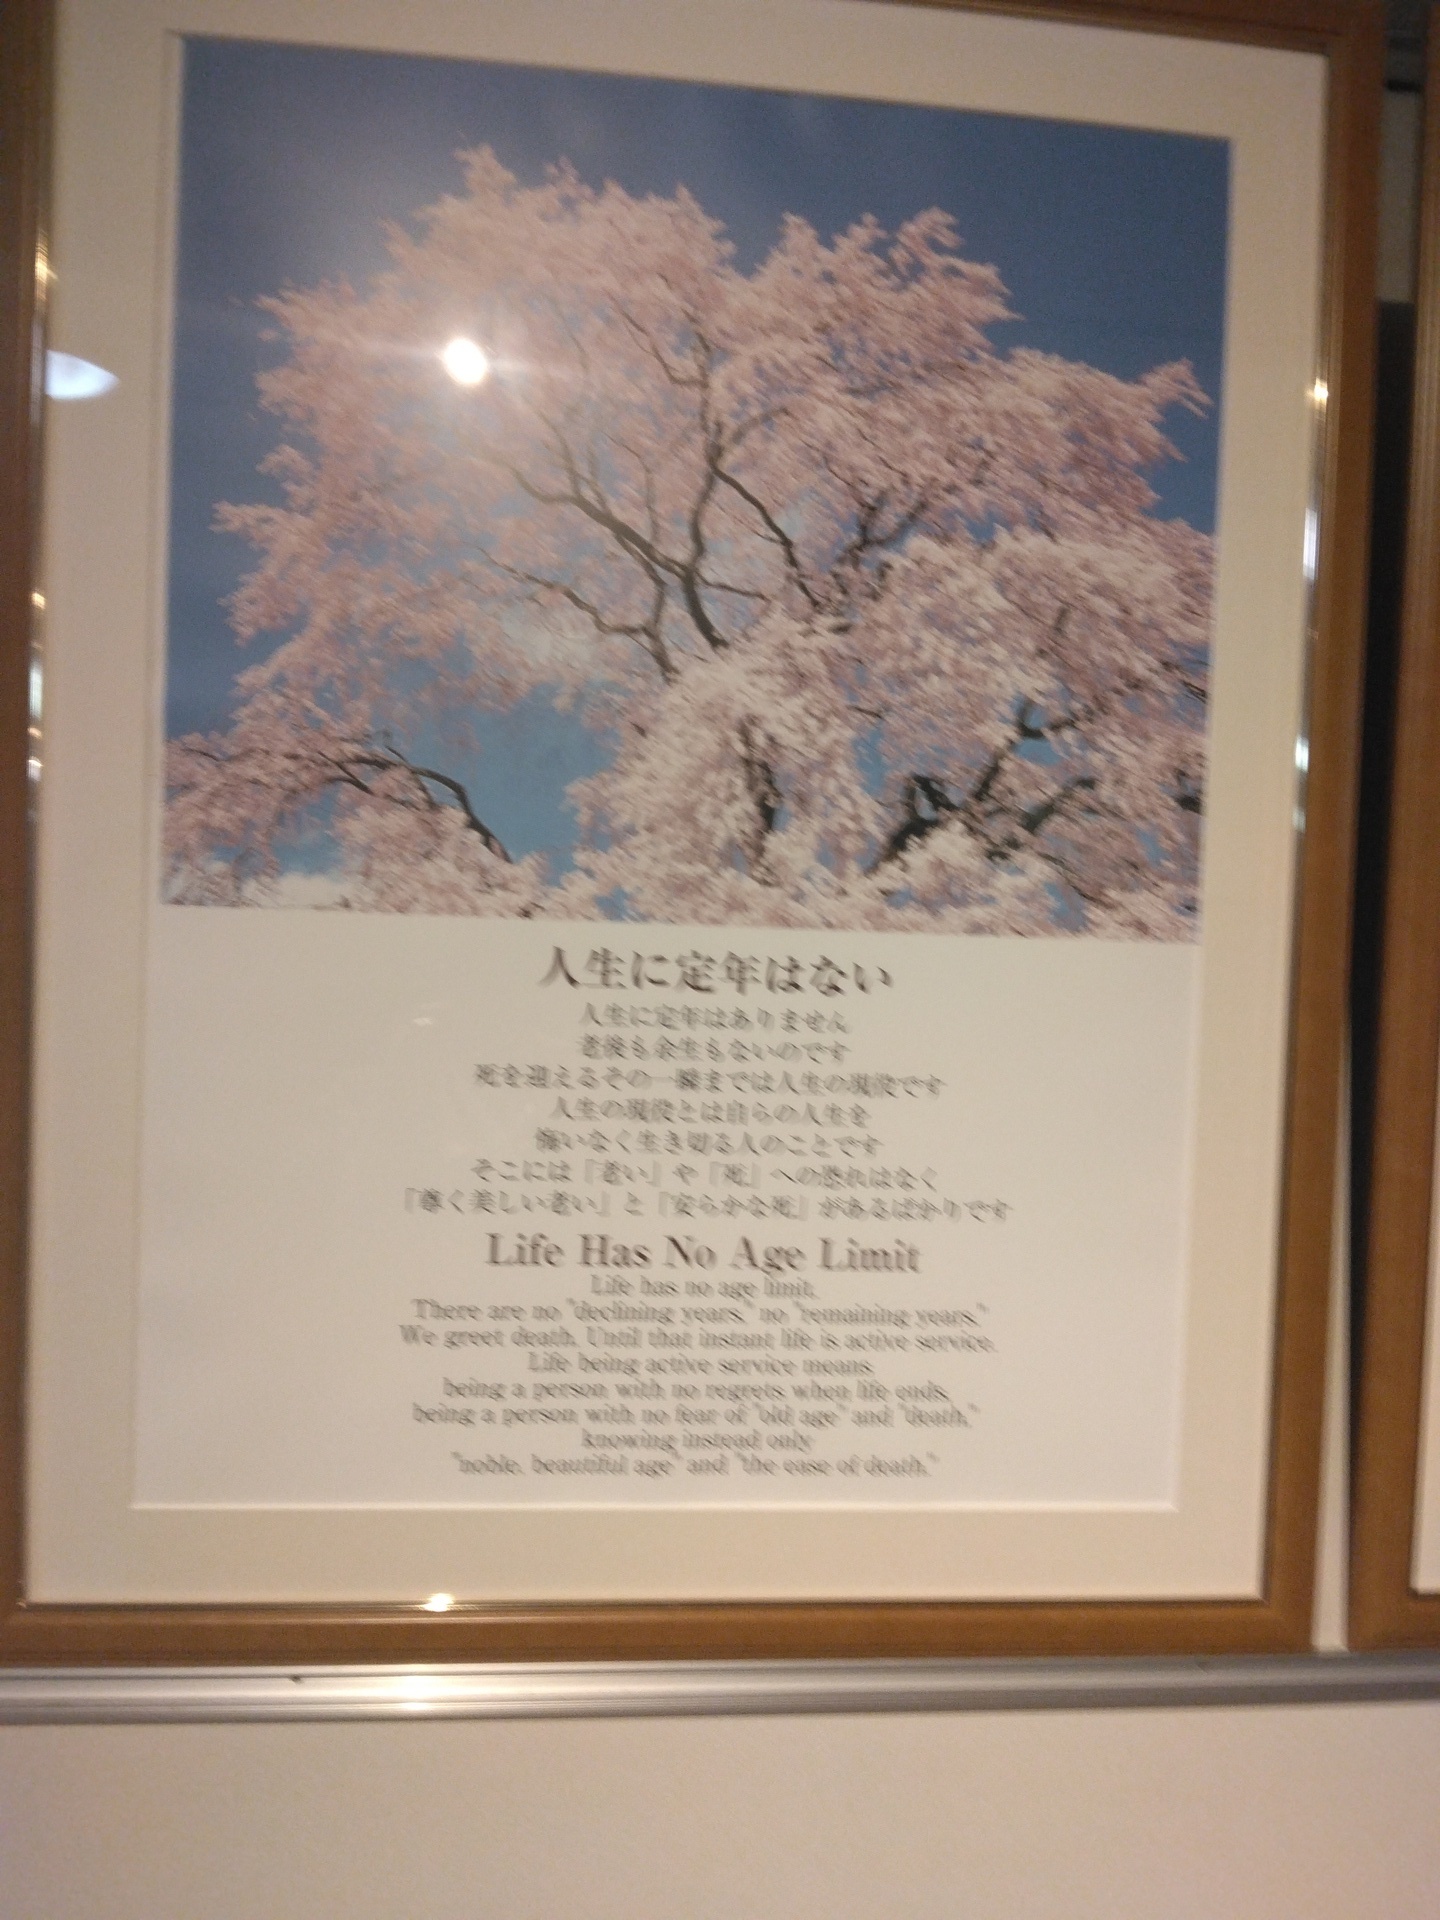 人生に定年はない
人生に定年はありません
老後も余生もないのです
死を迎えるその一瞬までは人生の現役です
人生の現役とは自らの人生を
悔いなく生き切る人のことです
そこには「老い」や「死」への恐れはなく
「尊く美しい老い」と「安らかな死」があるばかりです
Life Has No Age Limit
Life has no age limit.
There are no "declining years," no "remaining years."
We greet death. Until that instant life is active service.
Life being active service means
being a person with no regrets when life ends,
being a person with no fear of "old age" and "death,"
knowing instead only
"noble, beautiful age" and "the ease of death."